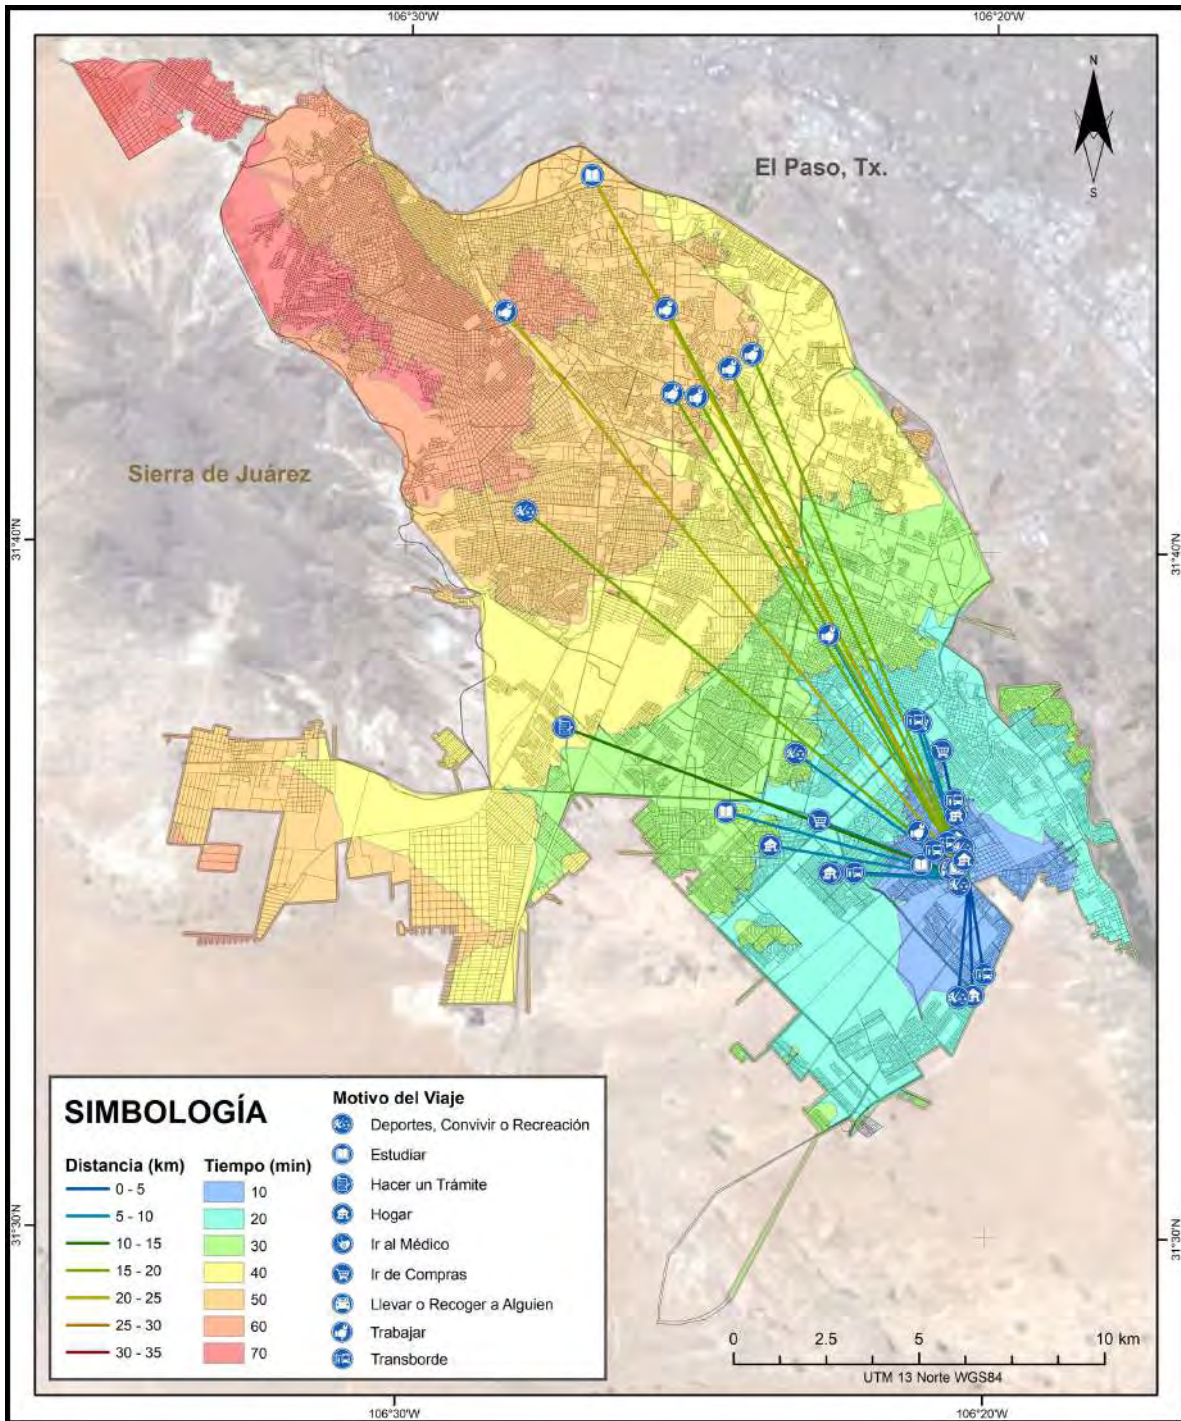 106°30'W 106°20'W
N
S
El Paso, Tx.
Sierra de Juárez
31°40'N 31°40'N
31°30'N 31°30'N
SIMBOLOGÍA
Distancia (km)
0 - 5
5 - 10
10 - 15
15 - 20
20 - 25
25 - 30
30 - 35
Tiempo (min)
10
20
30
40
50
60
70
Motivo del Viaje
Deportes, Convivir o Recreación
Estudiar
Hacer un Trámite
Hogar
Ir al Médico
Ir de Compras
Llevar o Recoger a Alguien
Trabajar
Transborde
0 2.5 5 10 km
UTM 13 Norte WGS84
106°30'W 106°20'W